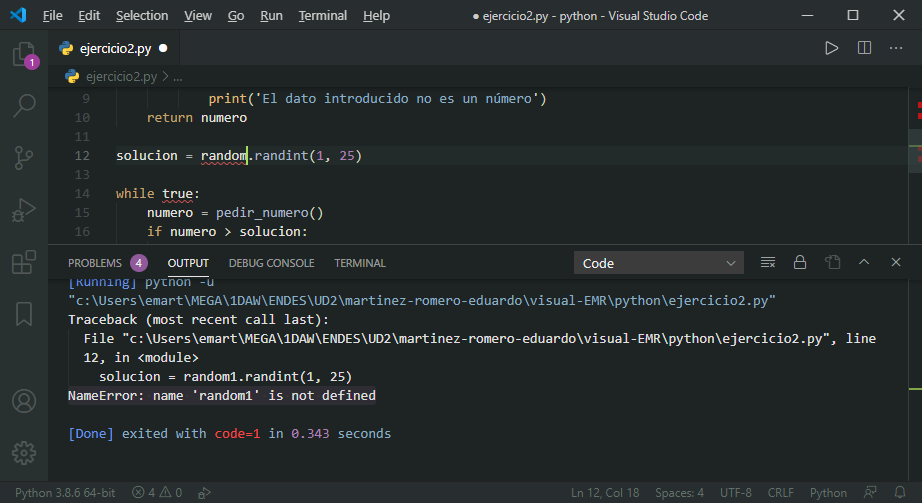 File Edit Selection View Go Run Terminal Help ● ejercicio2.py - python - Visual Studio Code
1
ejercicio2.py ●
ejercicio2.py > ...
9 print('El dato introducido no es un número')
10 return numero
11
12 solucion = random.randint(1, 25)
13
14 while true:
15 numero = pedir_numero()
16 if numero > solucion:
PROBLEMS 4 OUTPUT DEBUG CONSOLE TERMINAL Code
[Running] python -u
"c:\Users\emart\MEGA\1DAW\ENDES\UD2\martinez-romero-eduardo\visual-EMR\python\ejercicio2.py"
Traceback (most recent call last):
File "c:\Users\emart\MEGA\1DAW\ENDES\UD2\martinez-romero-eduardo\visual-EMR\python\ejercicio2.py", line
12, in <module>
solucion = random1.randint(1, 25)
NameError: name 'random1' is not defined
[Done] exited with code=1 in 0.343 seconds
Python 3.8.6 64-bit 4 0 Ln 12, Col 18 Spaces: 4 UTF-8 CRLF Python